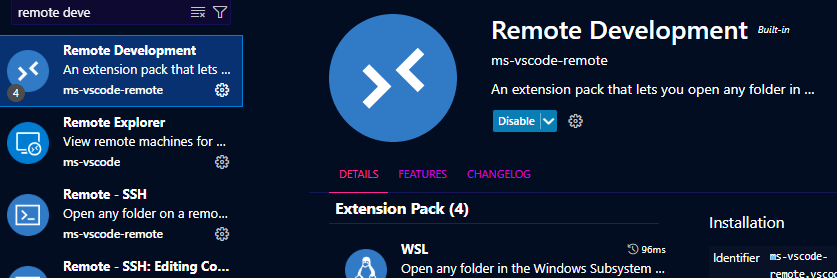 remote deve
Remote Development
An extension pack that lets ...
ms-vscode-remote
4
Remote Explorer
View remote machines for ...
ms-vscode
Remote - SSH
Open any folder on a remo...
ms-vscode-remote
Remote - SSH: Editing Co...
Remote Development Built-in
ms-vscode-remote
An extension pack that lets you open any folder in ...
Disable
DETAILS FEATURES CHANGELOG
Extension Pack (4)
WSL 96ms
Open any folder in the Windows Subsystem ...
Installation
Identifier ms-vscode-
remote.vsco